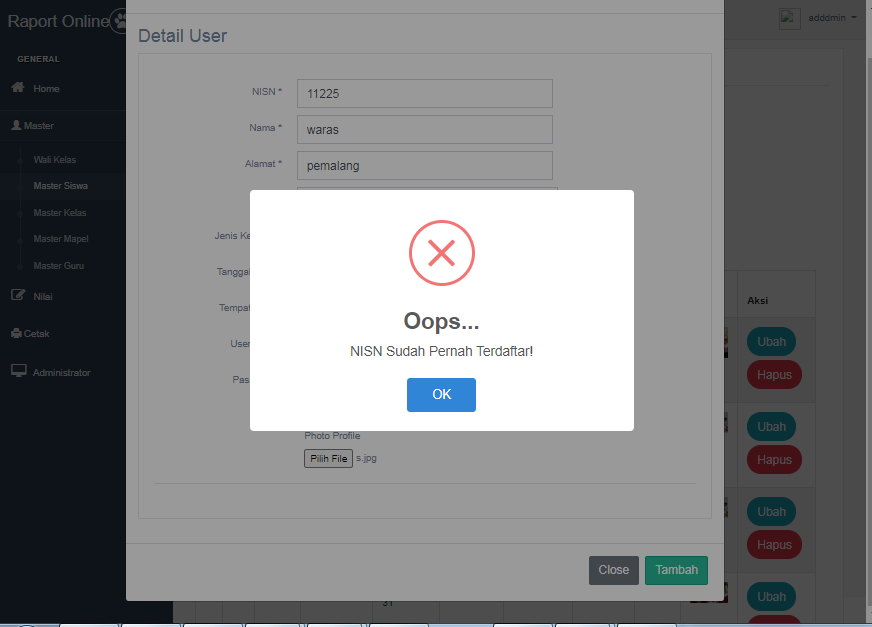 Raport Online
adddmin
GENERAL
Home
Master
Wali Kelas
Master Siswa
Master Kelas
Master Mapel
Master Guru
Nilai
Cetak
Administrator
Detail User
NISN *
11225
Nama *
waras
Alamat *
pemalang
Jenis Ke
Tanggal
Tempat
User
Pas
Oops...
NISN Sudah Pernah Terdaftar!
OK
Photo Profile
Pilih File s.jpg
Close
Tambah
Aksi
Ubah
Hapus
Ubah
Hapus
Ubah
Hapus
Ubah
31